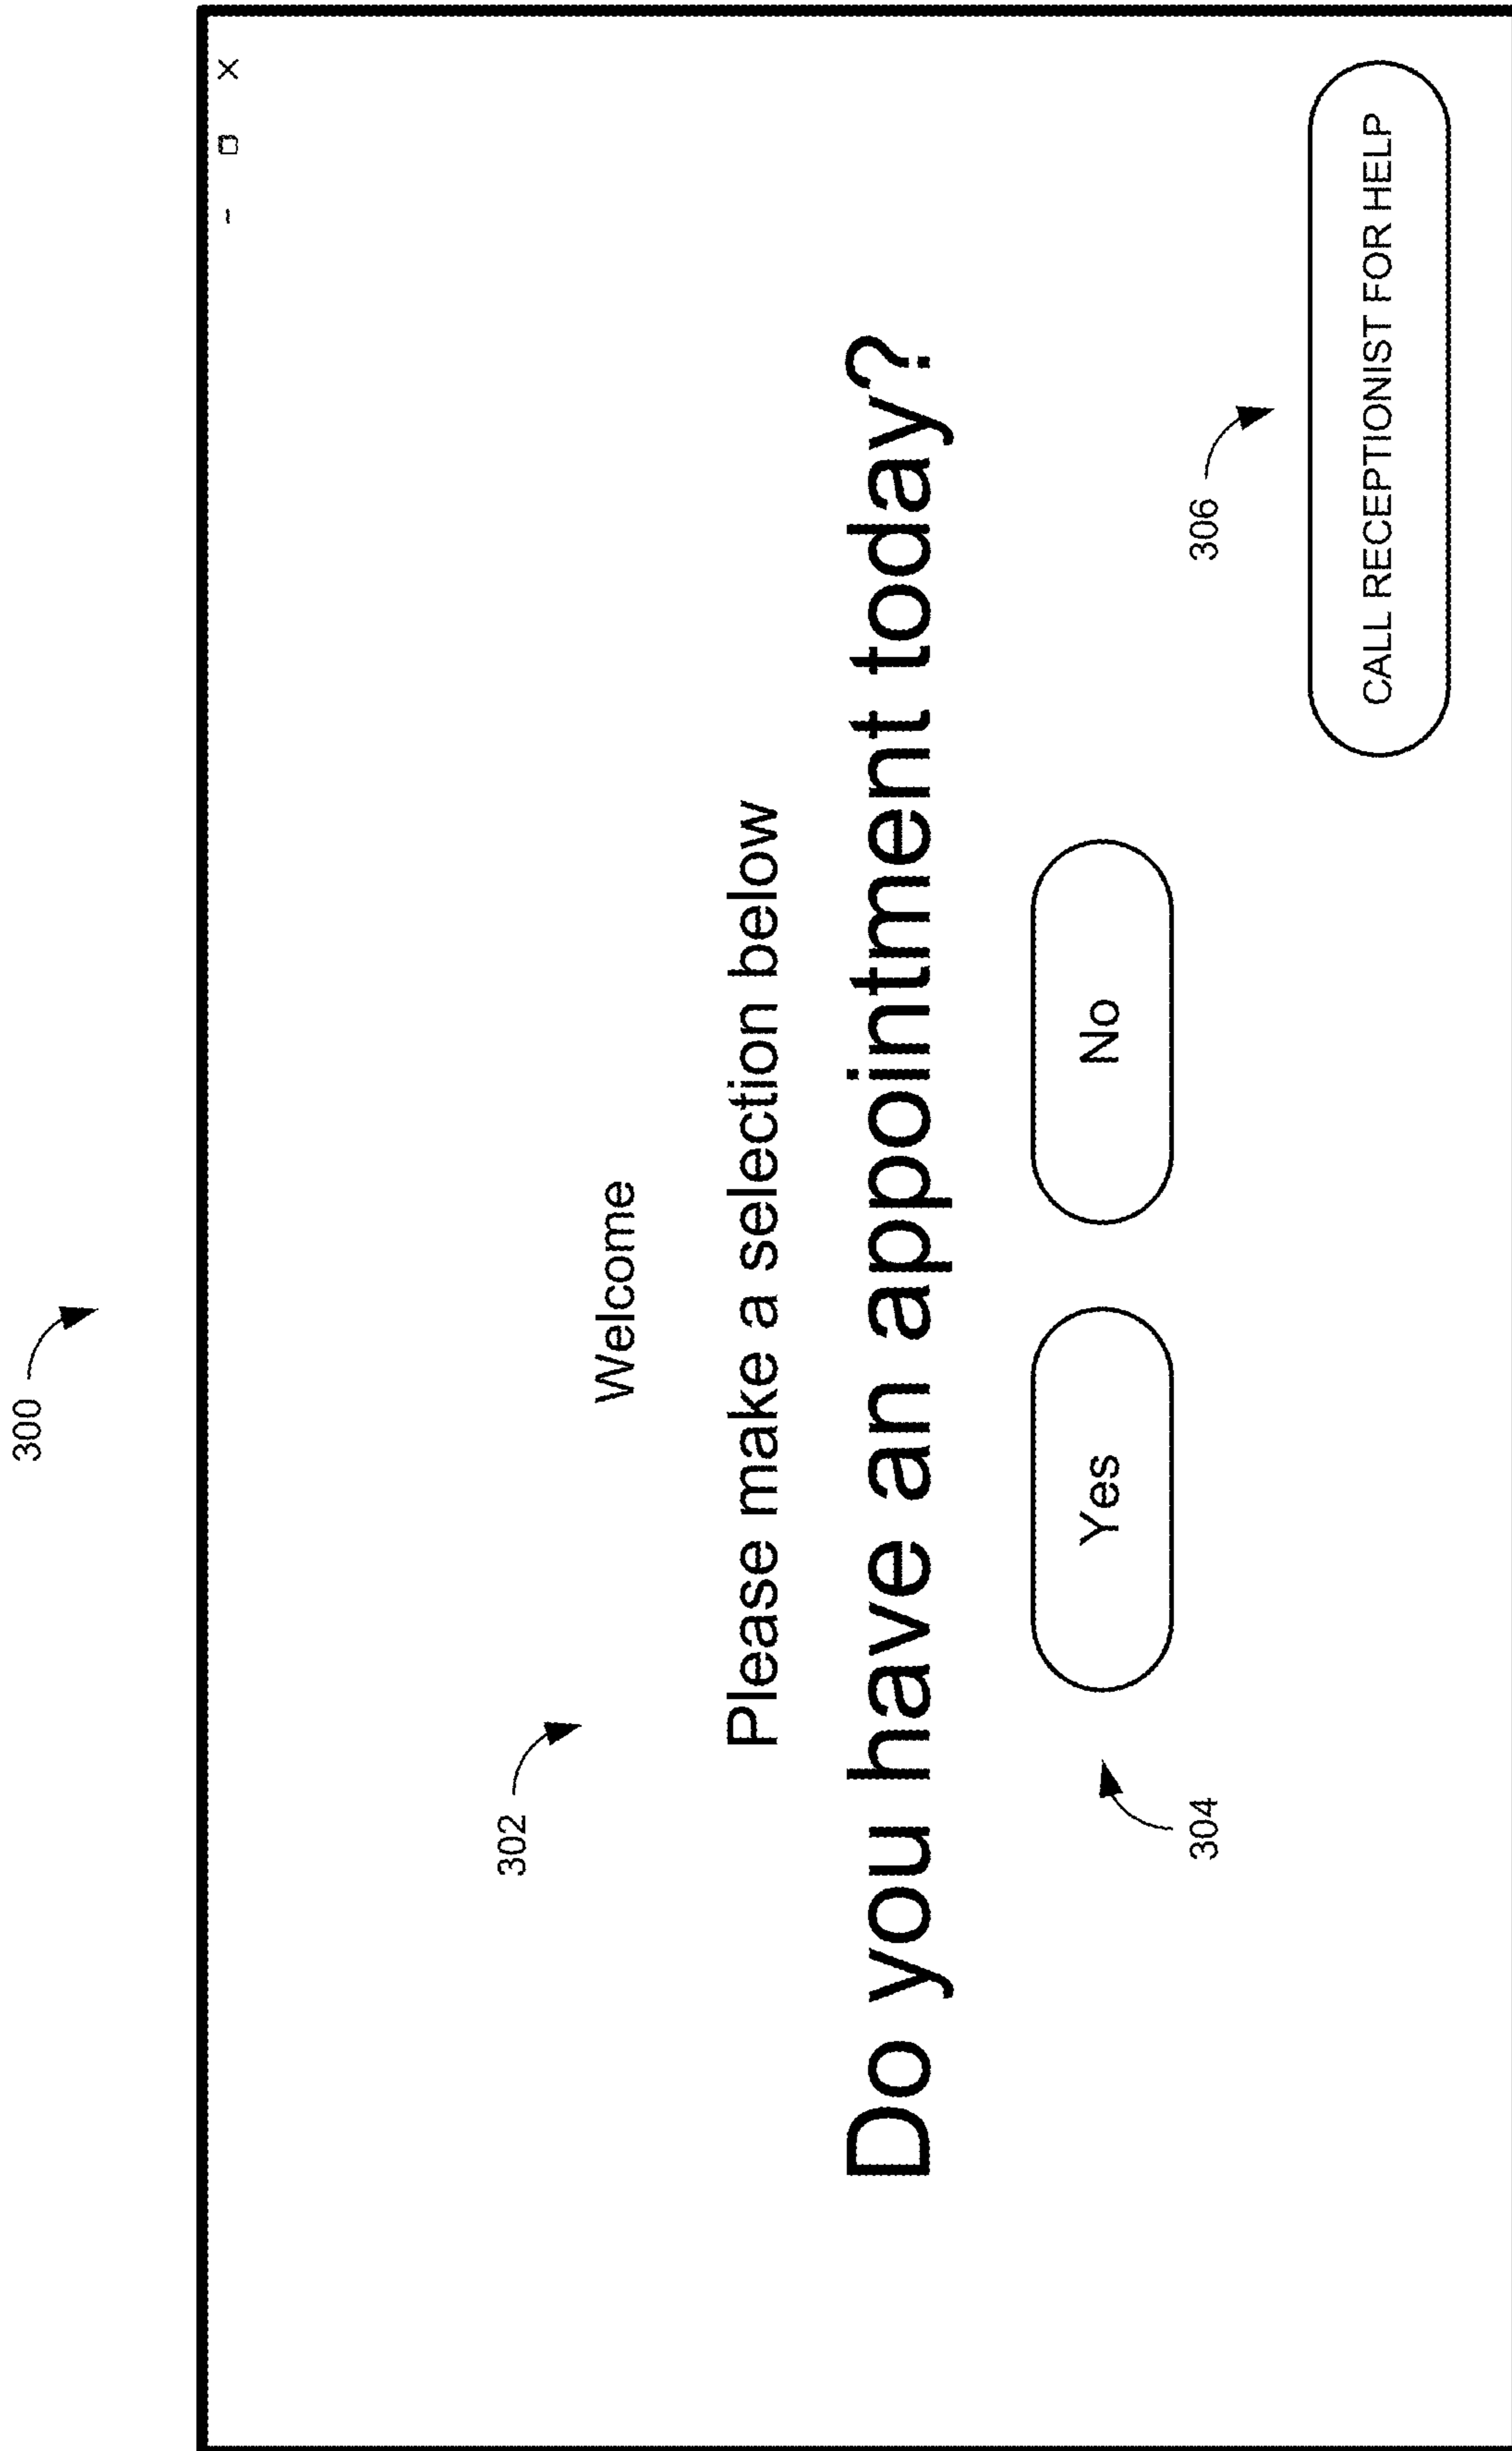 300
302
Welcome
Please make a selection below
Do you have an appointment today?
Yes
No
304
306
CALL RECEPTIONIST FOR HELP